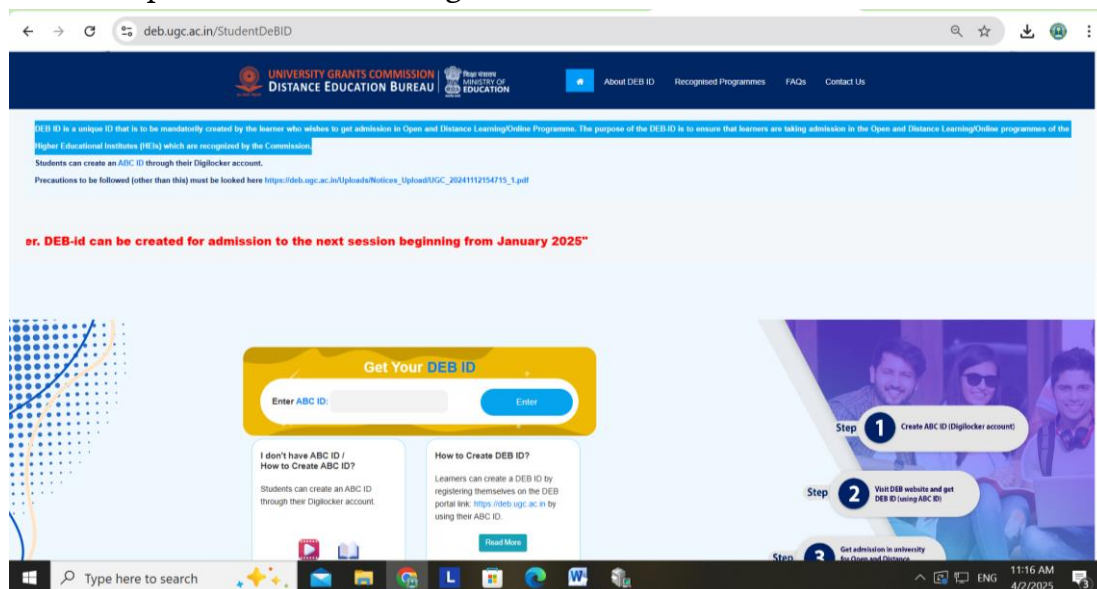 deb.ugc.ac.in/StudentDeBID
UNIVERSITY GRANTS COMMISSION
DISTANCE EDUCATION BUREAU
शिक्षा मंत्रालय
MINISTRY OF
EDUCATION
About DEB ID
Recognised Programmes
FAQs
Contact Us
DEB ID is a unique ID that is to be mandatorily created by the learner who wishes to get admission in Open and Distance Learning/Online Programme. The purpose of the DEB-ID is to ensure that learners are taking admission in the Open and Distance Learning/Online programmes of the
Higher Educational Institutes (HEIs) which are recognized by the Commission.
Students can create an ABC ID through their Digilocker account.
Precautions to be followed (other than this) must be looked here https://deb.ugc.ac.in/Uploads/Notices_Upload/UGC_20241112154715_1.pdf
er. DEB-id can be created for admission to the next session beginning from January 2025"
Get Your DEB ID
Enter ABC ID:
Enter
I don't have ABC ID /
How to Create ABC ID?
Students can create an ABC ID
through their Digilocker account.
How to Create DEB ID?
Learners can create a DEB ID by
registering themselves on the DEB
portal link: https://deb.ugc.ac.in by
using their ABC ID.
Read More
Step 1 Create ABC ID (Digilocker account)
Step 2 Visit DEB website and get
DEB ID (using ABC ID)
Step 3 Get admission in university
for Open and Distance
Type here to search
L
W
ENG
11:16 AM
4/2/2025
3